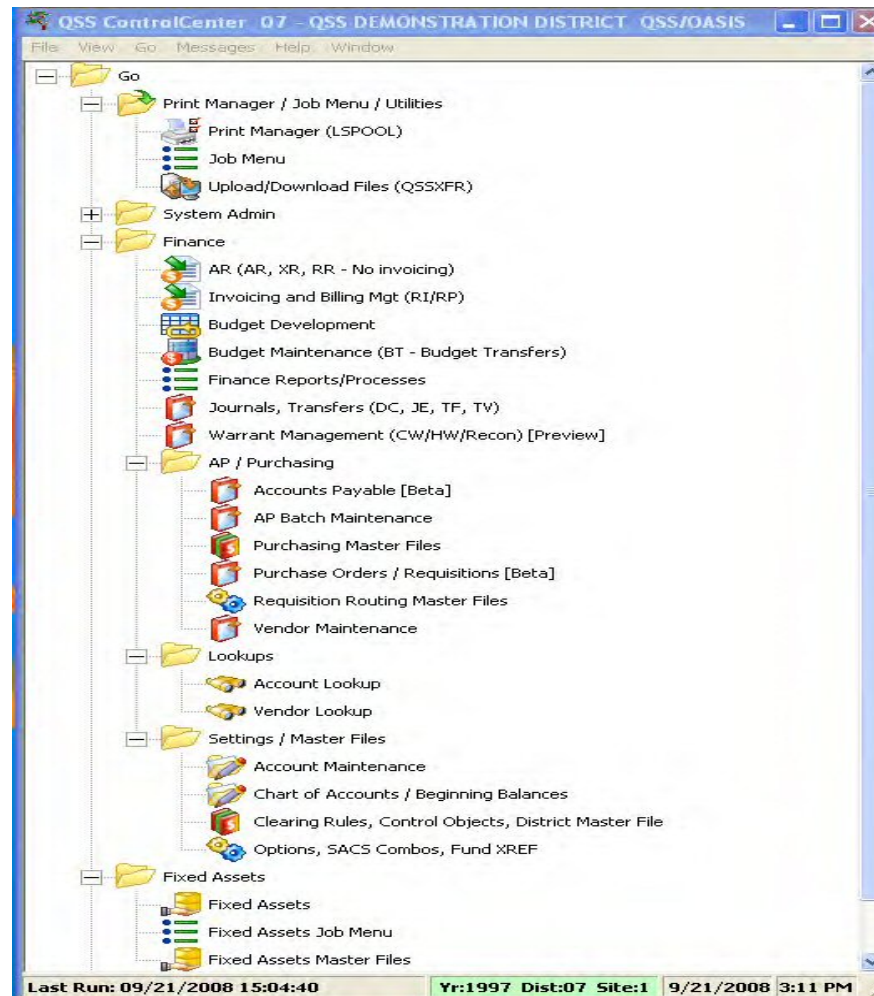 QSS ControlCenter 07 - QSS DEMONSTRATION DISTRICT QSS/OASIS
File View Go Messages Help Window
Go
Print Manager / Job Menu / Utilities
Print Manager (LSPOOL)
Job Menu
Upload/Download Files (QSSXFR)
System Admin
Finance
AR (AR, XR, RR - No invoicing)
Invoicing and Billing Mgt (RI/RP)
Budget Development
Budget Maintenance (BT - Budget Transfers)
Finance Reports/Processes
Journals, Transfers (DC, JE, TF, TV)
Warrant Management (CW/HW/Recon) [Preview]
AP / Purchasing
Accounts Payable [Beta]
AP Batch Maintenance
Purchasing Master Files
Purchase Orders / Requisitions [Beta]
Requisition Routing Master Files
Vendor Maintenance
Lookups
Account Lookup
Vendor Lookup
Settings / Master Files
Account Maintenance
Chart of Accounts / Beginning Balances
Clearing Rules, Control Objects, District Master File
Options, SACS Combos, Fund XREF
Fixed Assets
Fixed Assets
Fixed Assets Job Menu
Fixed Assets Master Files
Last Run: 09/21/2008 15:04:40 Yr:1997 Dist:07 Site:1 9/21/2008 3:11 PM